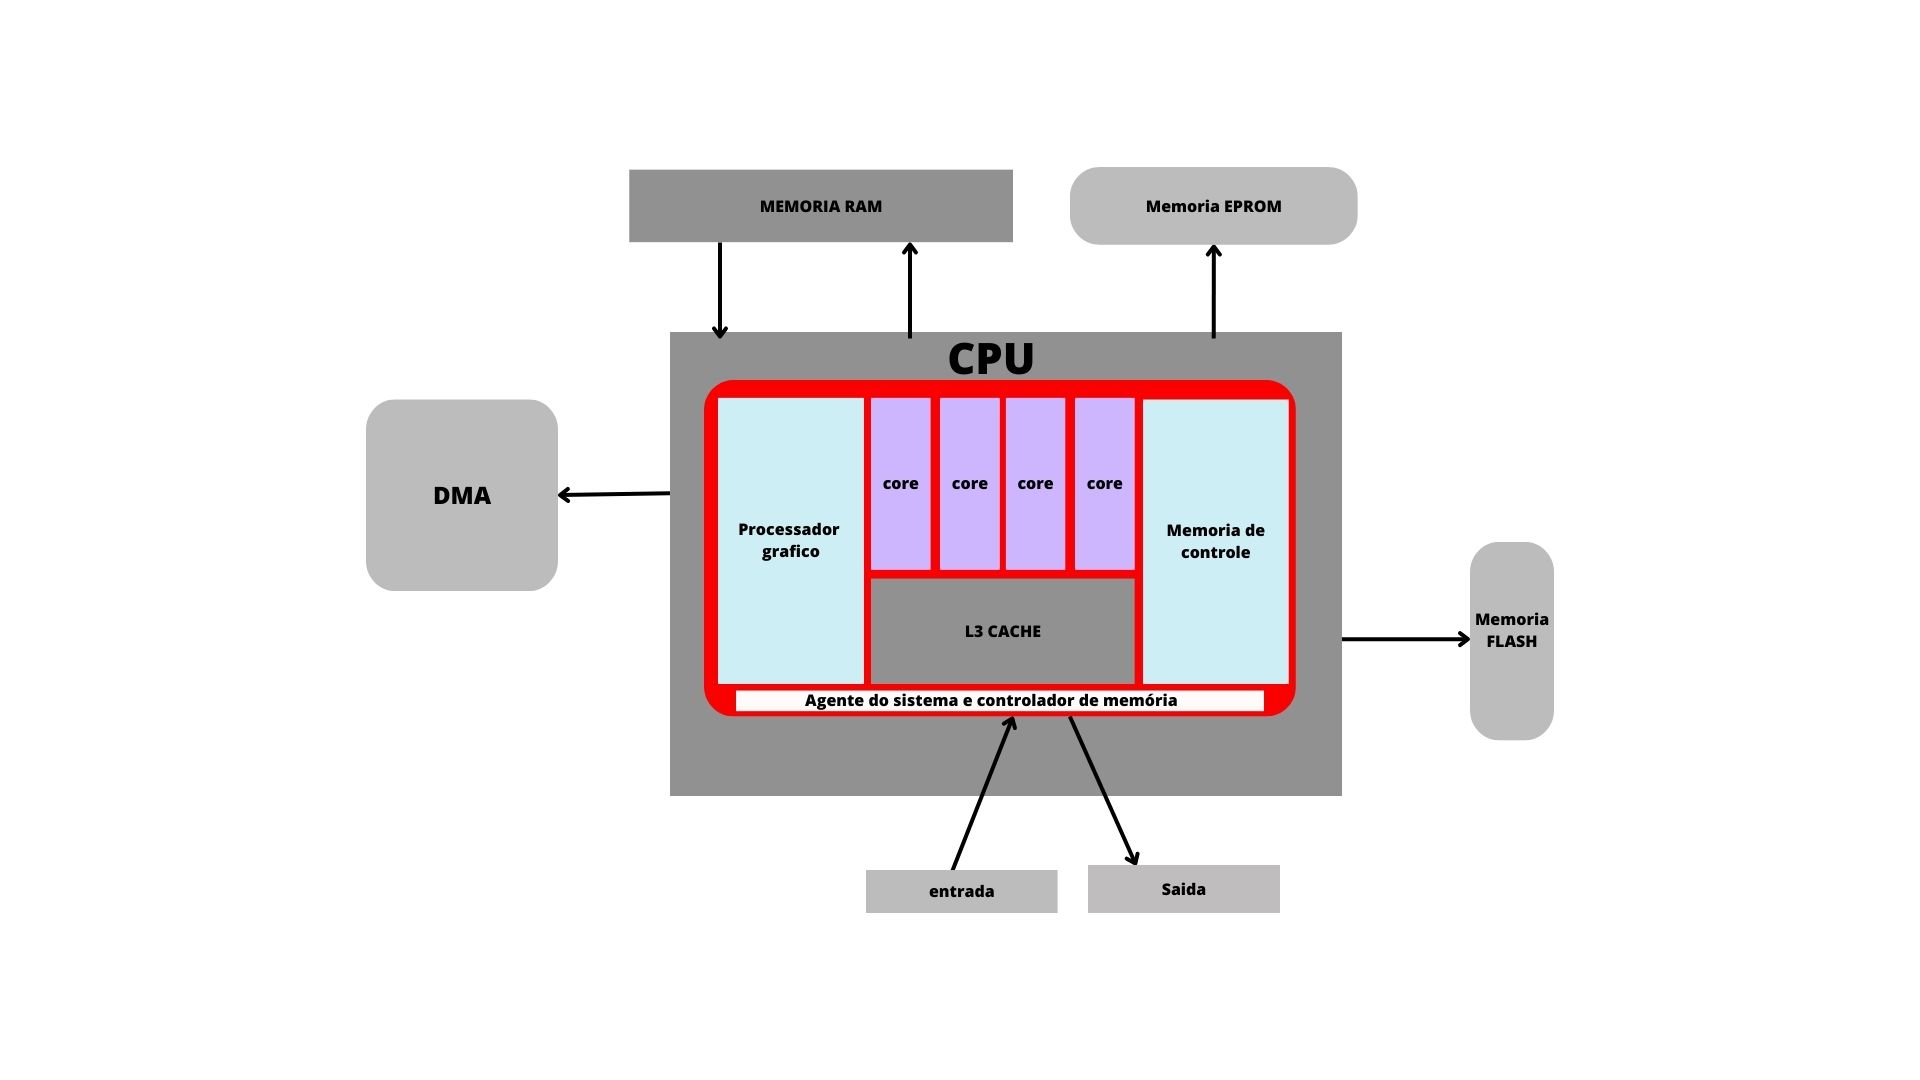 MEMORIA RAM
Memoria EPROM
CPU
DMA
Processador
grafico
core
core
core
core
Memoria de
controle
L3 CACHE
Agente do sistema e controlador de memória
Memoria
FLASH
entrada
Saida